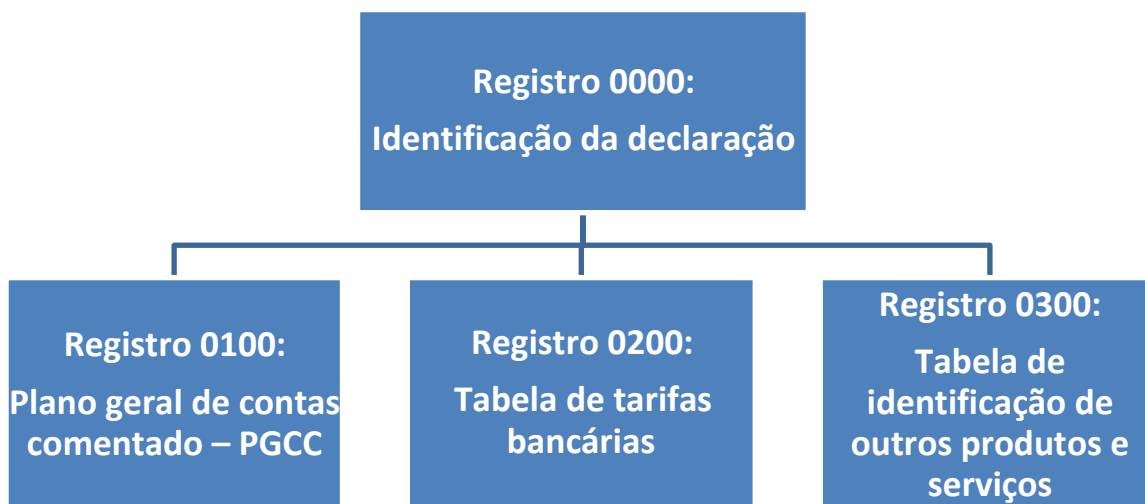 Registro 0000:
Identificação da declaração
Registro 0100:
Plano geral de contas
comentado – PGCC
Registro 0200:
Tabela de tarifas
bancárias
Registro 0300:
Tabela de
identificação de
outros produtos e
serviços